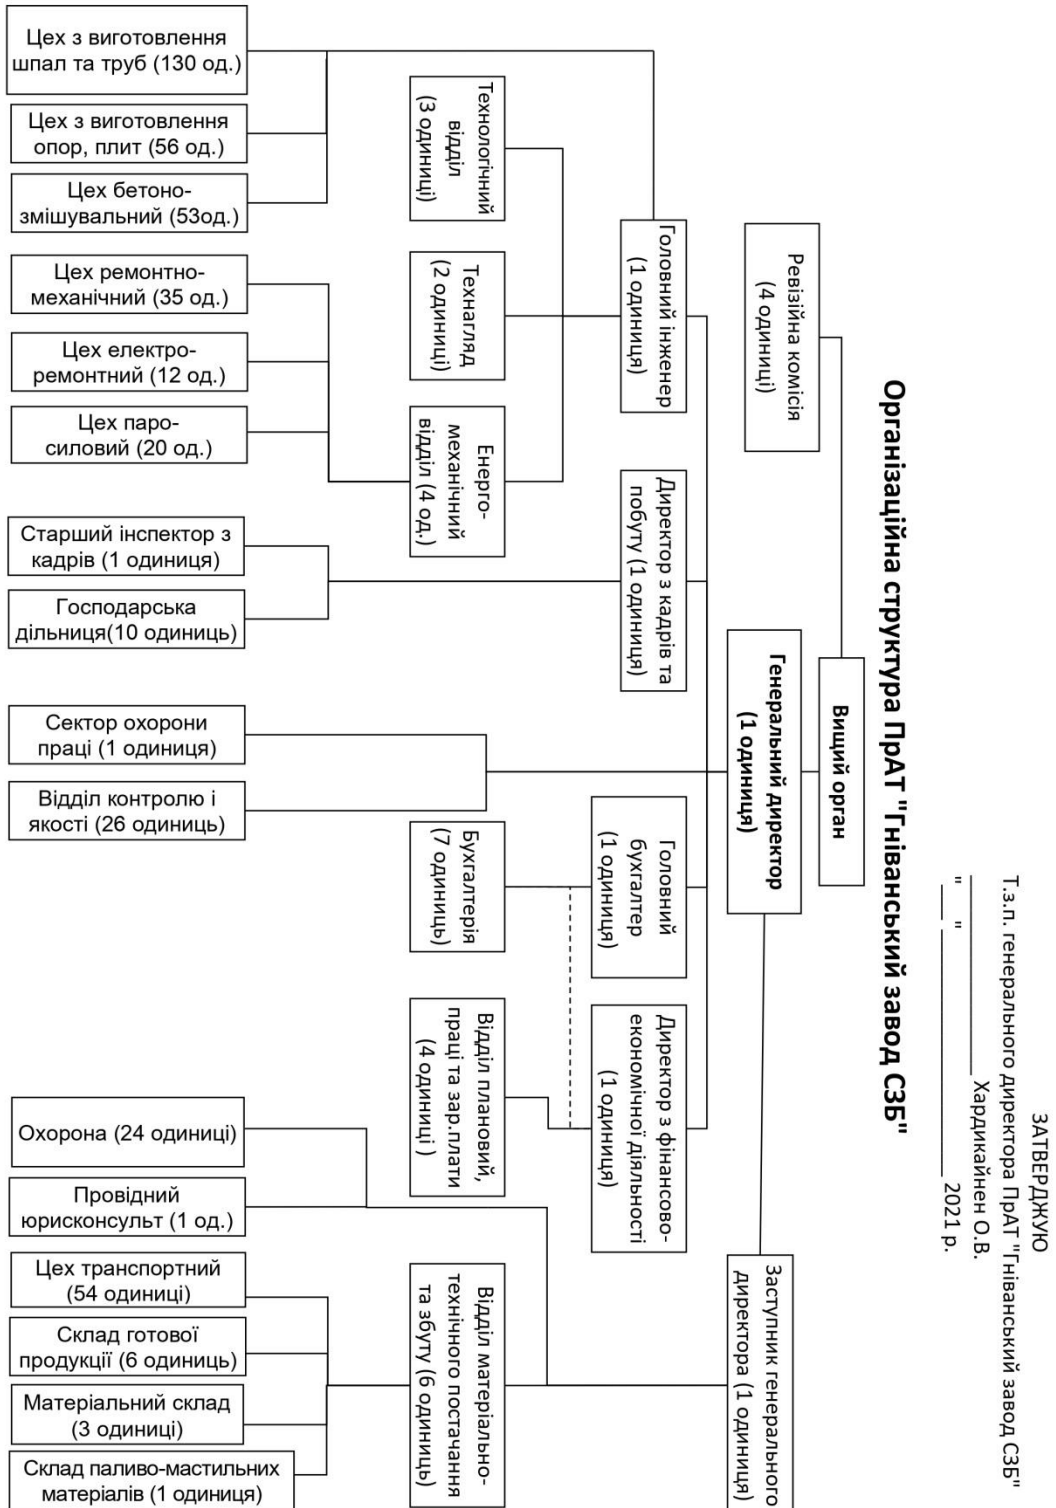 ЗАТВЕРДЖУЮ
Т.з.п. генерального директора ПрАТ "Гніванський завод СЗБ"
____________________ Хардикайнен О.В.
"___"____________________ 2021 р.
Організаційна структура ПрАТ "Гніванський завод СЗБ"
Вищий орган
Ревізійна комісія
(4 одиниці)
Генеральний директор
(1 одиниця)
Заступник генерального
директора (1 одиниця)
Головний інженер
(1 одиниця)
Директор з кадрів та
побуту (1 одиниця)
Головний
бухгалтер
(1 одиниця)
Директор з фінансово-
економічної діяльності
(1 одиниця)
Технологічний
відділ
(3 одиниці)
Технагляд
(2 одиниці)
Енерго-
механічний
відділ (4 од.)
Бухгалтерія
(7 одиниць)
Відділ плановий,
праці та зар.плати
(4 одиниці )
Відділ матеріально-
технічного постачання
та збуту (6 одиниць)
Цех з виготовлення
шпал та труб (130 од.)
Цех з виготовлення
опор, плит (56 од.)
Цех бетоно-
змішувальний (53од.)
Цех ремонтно-
механічний (35 од.)
Цех електро-
ремонтний (12 од.)
Цех паро-
силовий (20 од.)
Старший інспектор з
кадрів (1 одиниця)
Господарська
дільниця(10 одиниць)
Сектор охорони
праці (1 одиниця)
Відділ контролю і
якості (26 одиниць)
Охорона (24 одиниці)
Провідний
юрисконсульт (1 од.)
Цех транспортний
(54 одиниці)
Склад готової
продукції (6 одиниць)
Матеріальний склад
(3 одиниці)
Склад паливо-мастильних
матеріалів (1 одиниця)